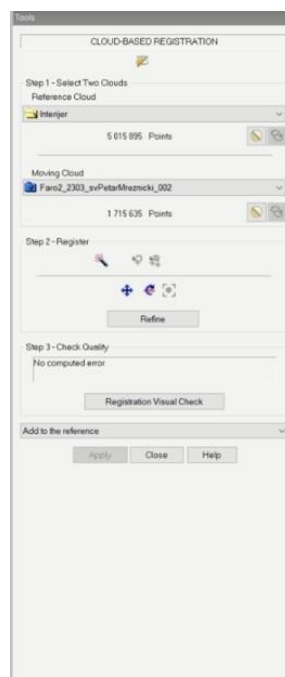 Tools
CLOUD-BASED REGISTRATION
Step 1 - Select Two Clouds
Reference Cloud
Interijer
5 015 895 Points
Moving Cloud
Faro2_2303_svPetarMreznicki_002
1 715 635 Points
Step 2 - Register
Refine
Step 3 - Check Quality
No computed error
Registration Visual Check
Add to the reference
Apply Close Help